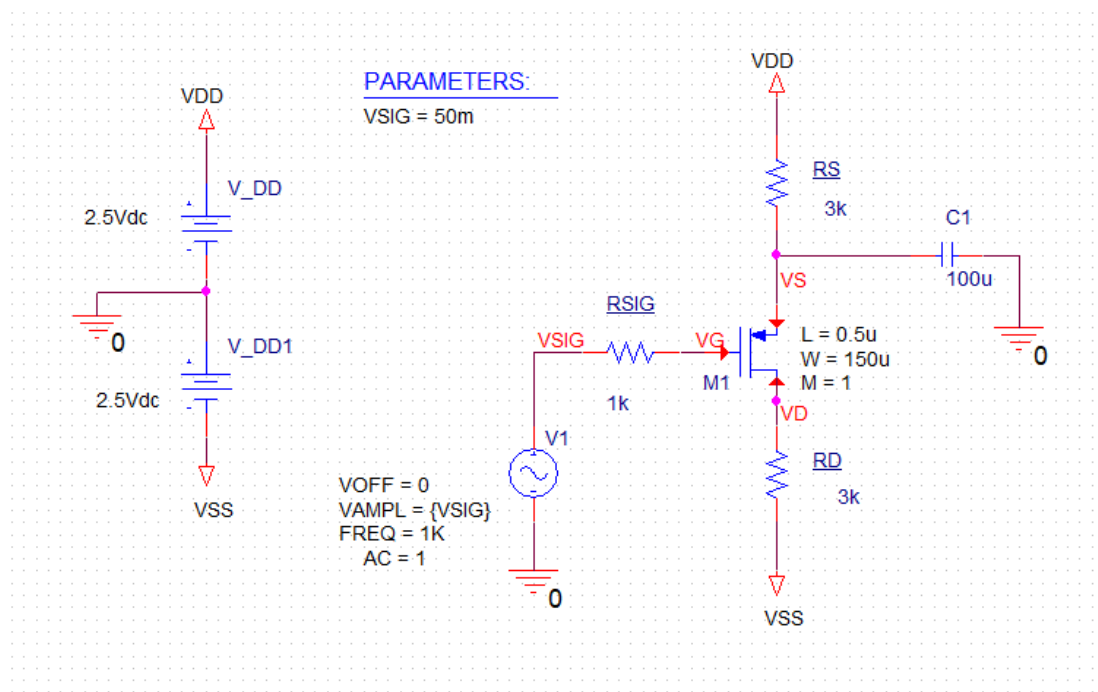 PARAMETERS:
VSIG = 50m
VDD
V_DD
2.5Vdc
0
V_DD1
2.5Vdc
VSS
VDD
RS
3k
C1
100u
0
VS
RSIG
1k
VSIG
VG
M1
L = 0.5u
W = 150u
M = 1
VD
RD
3k
VSS
V1
VOFF = 0
VAMPL = {VSIG}
FREQ = 1K
AC = 1
0